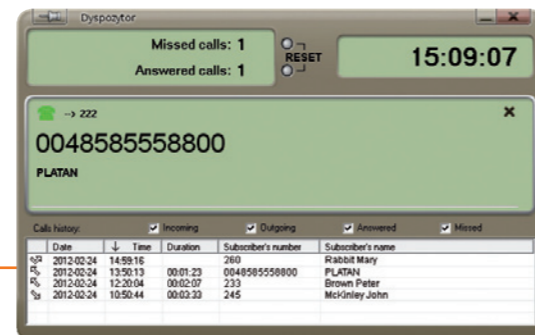 Dyspozytor
Missed calls: 1
Answered calls: 1
RESET
15:09:07
--> 222
0048585558800
PLATAN
Calls history: Incoming Outgoing Answered Missed
Date Time Duration Subscriber's number Subscriber's name
2012-02-24 14:59:16 260 Rabbit Mary
2012-02-24 13:50:13 00:01:23 0048585558800 PLATAN
2012-02-24 12:20:04 00:02:07 233 Brown Peter
2012-02-24 10:50:44 00:03:33 245 McKinley John